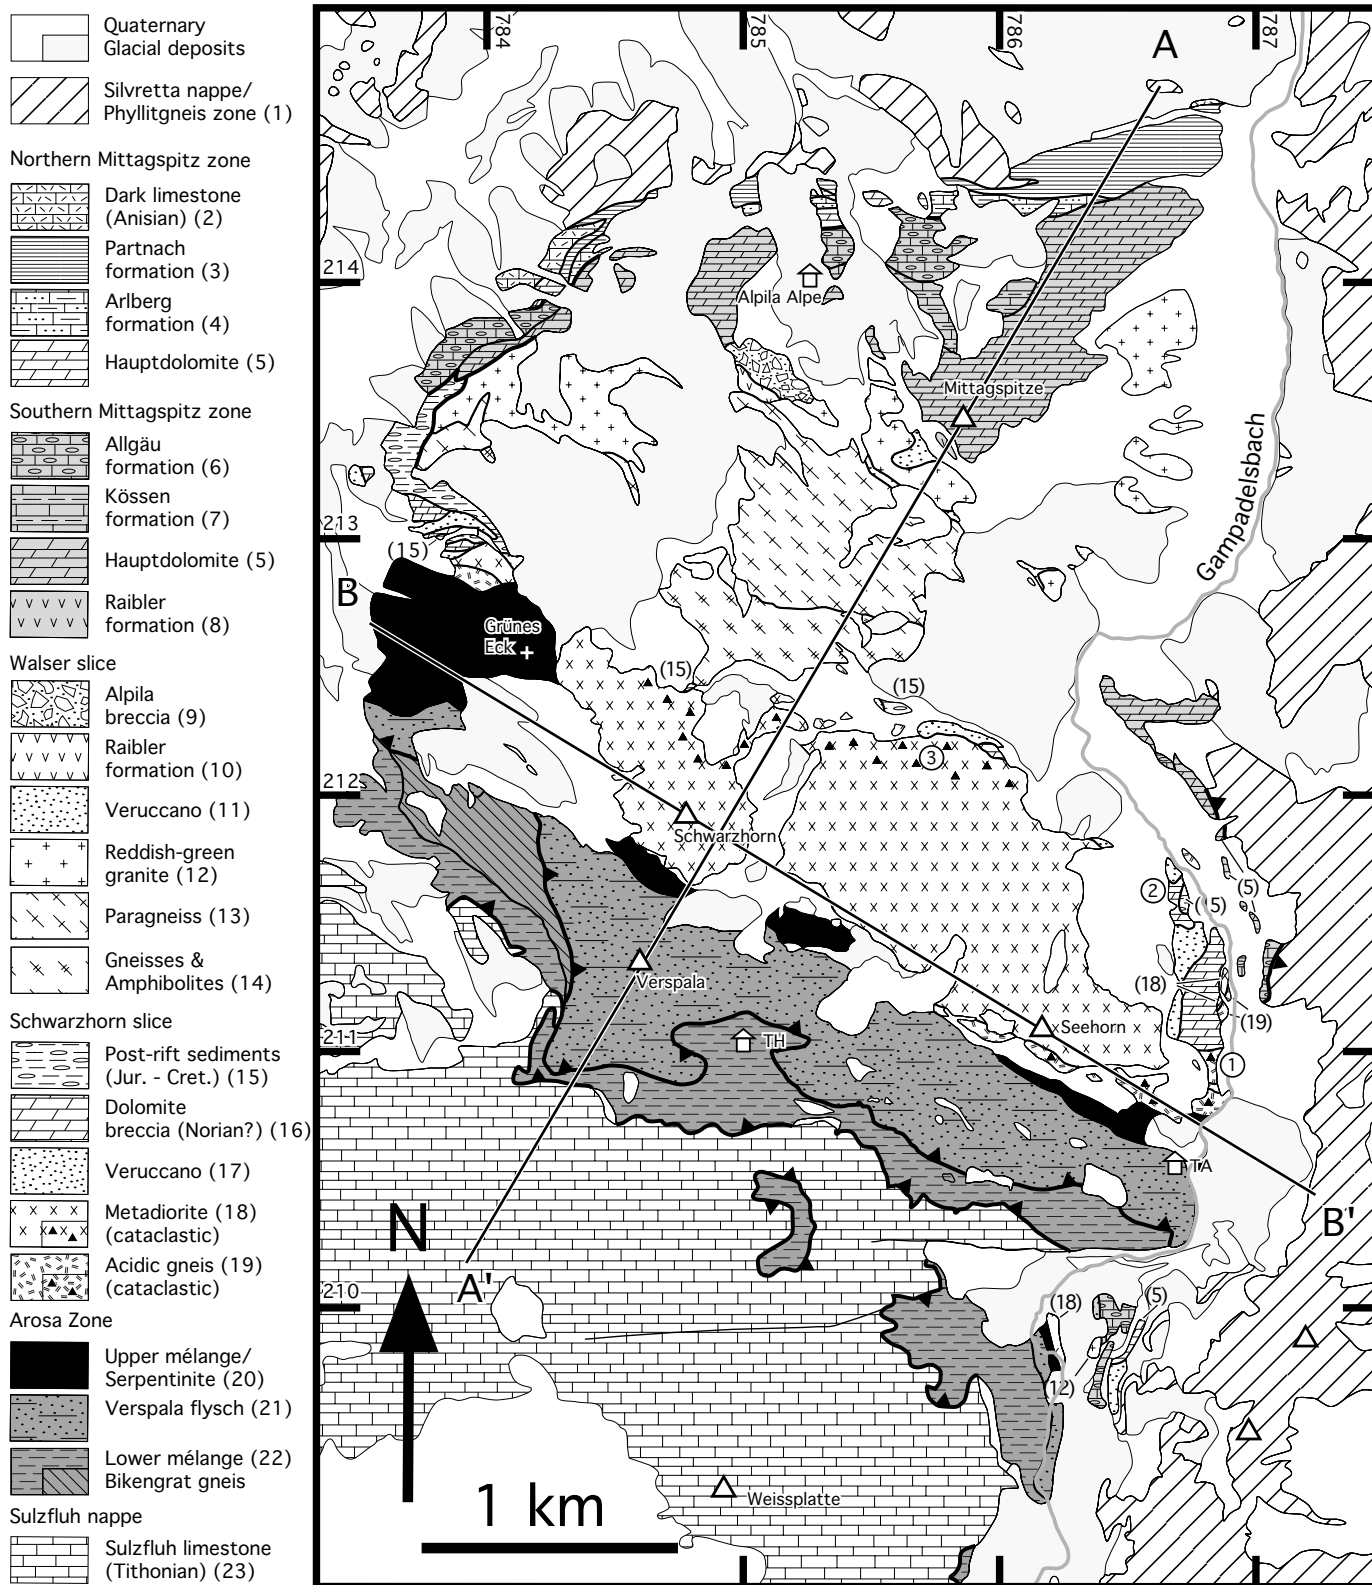 Quaternary
Glacial deposits
Silvretta nappe/
Phyllitgneis zone (1)
Northern Mittagspitz zone
Dark limestone
(Anisian) (2)
Partnach
formation (3)
Arlberg
formation (4)
Hauptdolomite (5)
Southern Mittagspitz zone
Allgäu
formation (6)
Kössen
formation (7)
Hauptdolomite (5)
Raibler
formation (8)
Walser slice
Alpila
breccia (9)
Raibler
formation (10)
Veruccano (11)
Reddish-green
granite (12)
Paragneiss (13)
Gneisses &
Amphibolites (14)
Schwarzhorn slice
Post-rift sediments
(Jur. - Cret.) (15)
Dolomite
breccia (Norian?) (16)
Veruccano (17)
Metadiorite (18)
(cataclastic)
Acidic gneis (19)
(cataclastic)
Arosa Zone
Upper mélange/
Serpentinite (20)
Verspala flysch (21)
Lower mélange (22)
Bikengrat gneis
Sulzfluh nappe
Sulzfluh limestone
(Tithonian) (23)
784
785
786
787
A
214
Alpila Alpe
Mittagspitze
Gampadelsbach
213
(15)
B
Grünes
Eck
(15)
(15)
3
212
Schwarzhorn
2
(5)
(15)
Verspala
(18)
(19)
211
TH
Seehorn
1
TA
N
B'
A'
210
(18)
(5)
(12)
1 km
Weissplatte